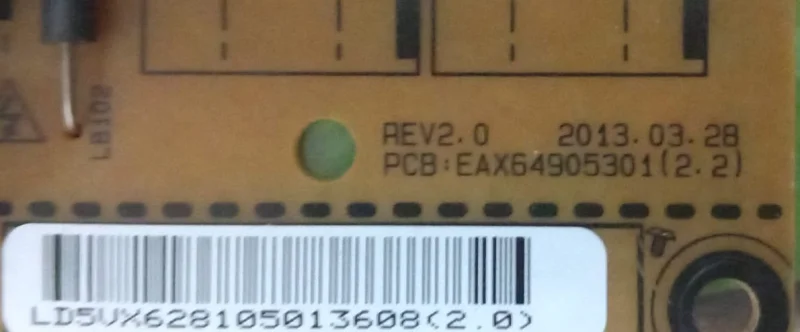 LB102
REV2.0 2013.03.28
PCB:EAX64905301(2.2)
LD5VX628105013608(2.0)